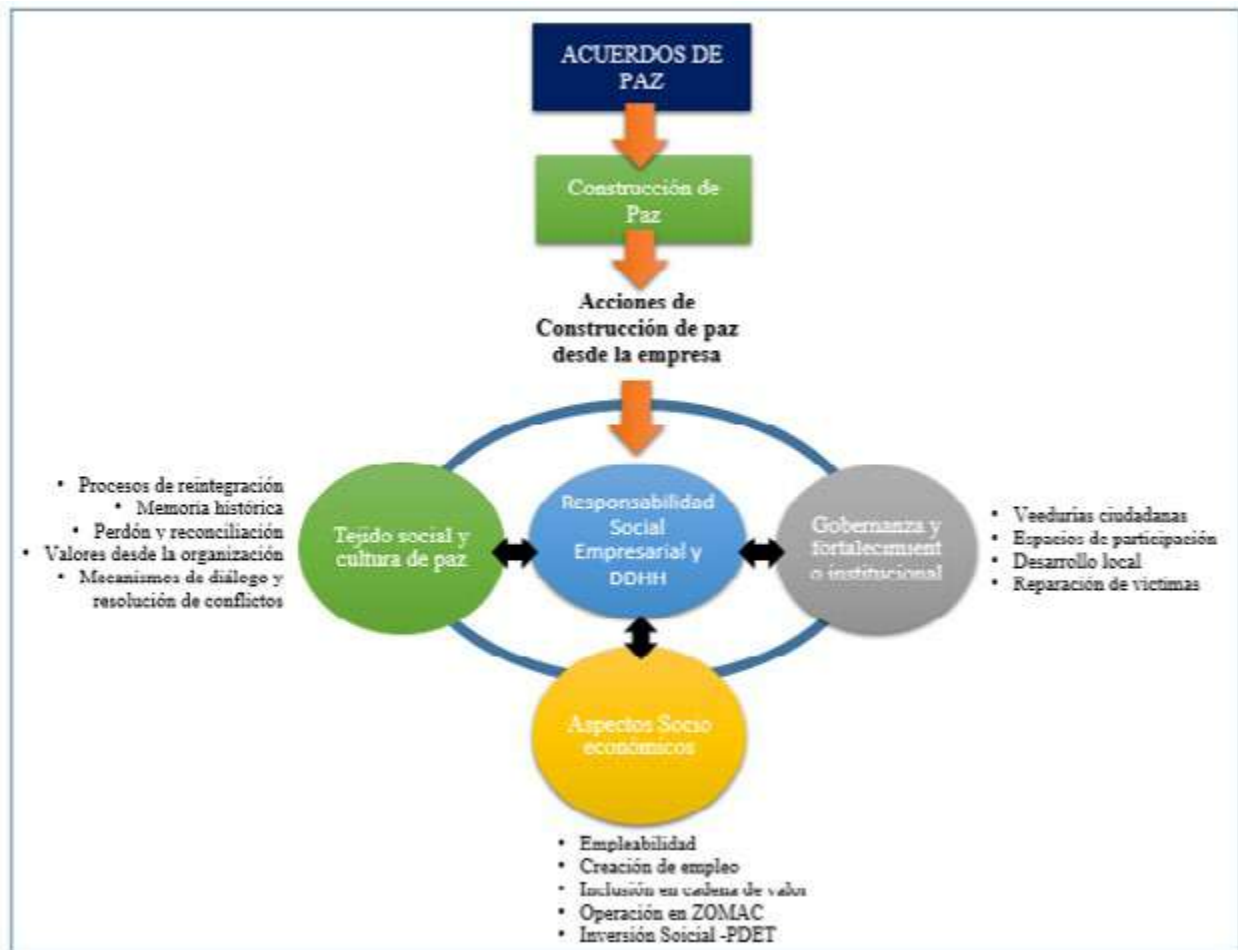 ACUERDOS DE
PAZ
Construcción de
Paz
Acciones de
Construcción de paz
desde la empresa
• Procesos de reintegración
• Memoria histórica
• Perdón y reconciliación
• Valores desde la organización
• Mecanismos de diálogo y
resolución de conflictos
Tejido social y
cultura de paz
Responsabilidad
Social
Empresarial y
DDHH
Gobernanza y
fortalecimient
o institucional
• Veedurías ciudadanas
• Espacios de participación
• Desarrollo local
• Reparación de víctimas
Aspectos Socio
económicos
• Empleabilidad
• Creación de empleo
• Inclusión en cadena de valor
• Operación en ZOMAC
• Inversión Soicial -PDET